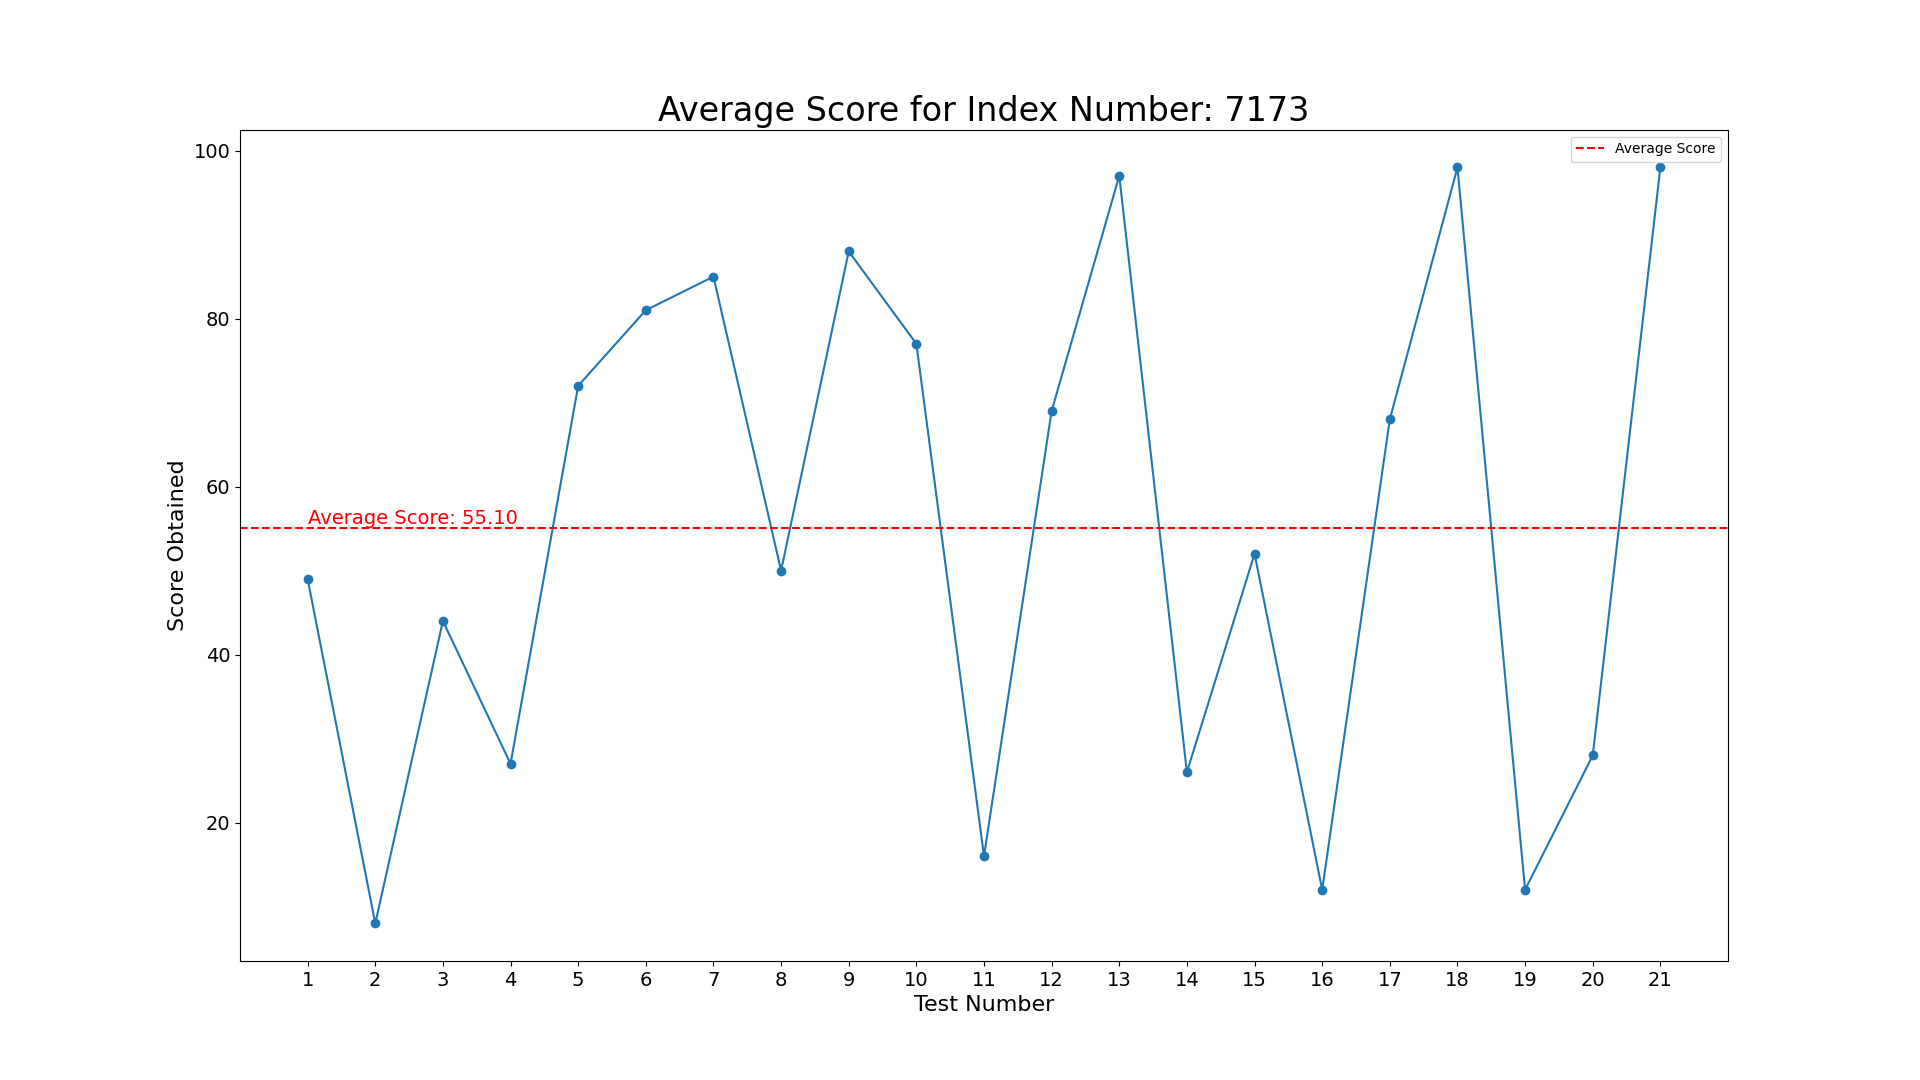 Average Score for Index Number: 7173
Average Score
100
80
60
40
20
Score Obtained
Average Score: 55.10
1 2 3 4 5 6 7 8 9 10 11 12 13 14 15 16 17 18 19 20 21
Test Number